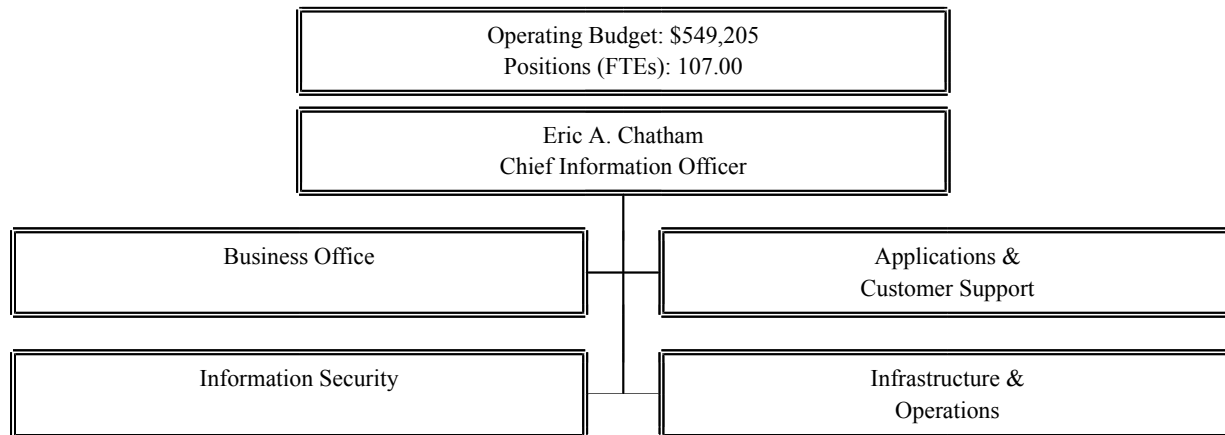 Operating Budget: $549,205
Positions (FTEs): 107.00
Eric A. Chatham
Chief Information Officer
Business Office
Applications &
Customer Support
Information Security
Infrastructure &
Operations